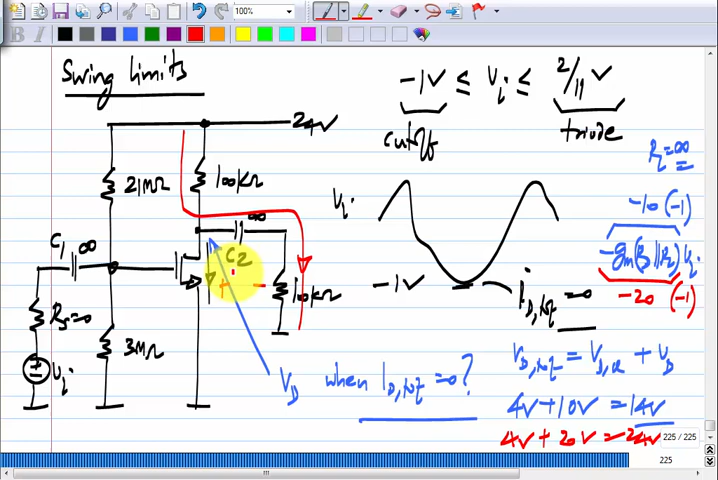 100%
Swing limits
-1V ≤ Vi ≤ 2/11 V
cutoff
triode
24V
RL=∞
=
21MΩ
100kΩ
Vi
-10 (-1)
∞
C1 ∞
C2
-gm(RD||RL)Vi
-1V
ID,tot = 0
-20 (-1)
100kΩ
Rs=0
3MΩ
Vi
VD when ID,tot = 0?
VD,tot = VD,Q + VD
4V+10V = 14V
4V + 20V = 24V
225 / 225
225